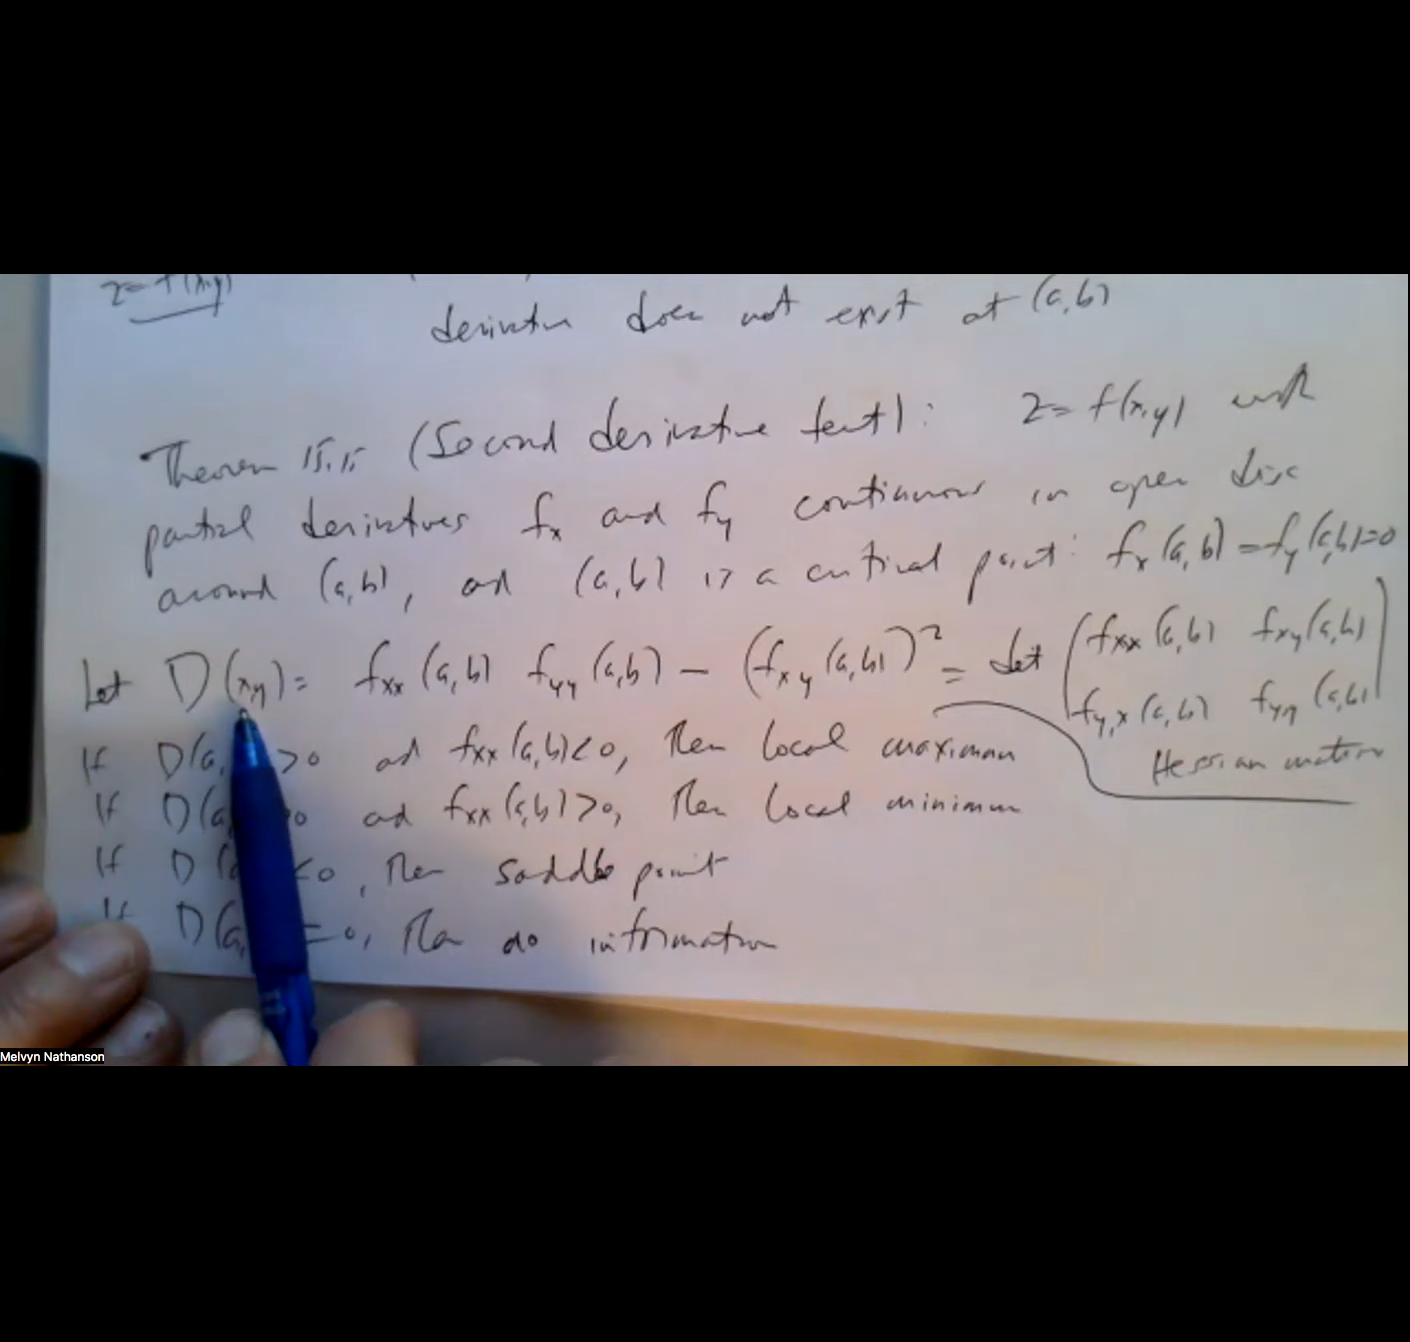 z = f(x,y)
derivative does not exist at (a,b)
Theorem 15.15 (Second derivative test): z = f(x,y) with
partial derivatives fx and fy continuous in open disc
around (a,b), and (a,b) is a critical point: fx(a,b) = fy(a,b) = 0
Let D(x,y) = fxx(a,b) fyy(a,b) − (fxy(a,b))² = det (fxx(a,b) fxy(a,b)
fy,x(a,b) fyy(a,b))
Hessian matrix
If D(a, >0 and fxx(a,b)<0, then local maximum
If D(a, >0 and fxx(a,b)>0, then local minimum
If D(a <0, then saddle point
If D(a, =0, then no information
Melvyn Nathanson